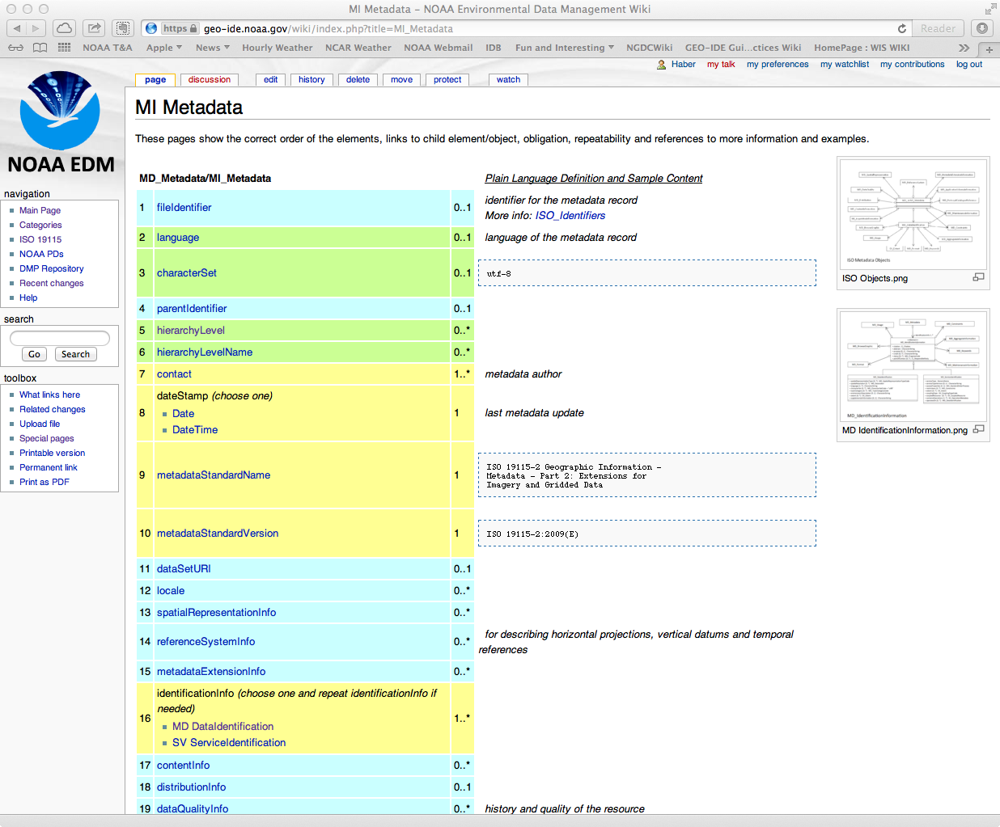 MI Metadata – NOAA Environmental Data Management Wiki
https geo-ide.noaa.gov/wiki/index.php?title=MI_Metadata Reader
NOAA T&A Apple News Hourly Weather NCAR Weather NOAA Webmail IDB Fun and Interesting NGDCWiki GEO-IDE Gui...ctices Wiki HomePage : WIS WIKI
Haber my talk my preferences my watchlist my contributions log out
page discussion edit history delete move protect watch
NOAA EDM
navigation
Main Page
Categories
ISO 19115
NOAA PDs
DMP Repository
Recent changes
Help
search
Go Search
toolbox
What links here
Related changes
Upload file
Special pages
Printable version
Permanent link
Print as PDF
MI Metadata
These pages show the correct order of the elements, links to child element/object, obligation, repeatability and references to more information and examples.
MD_Metadata/MI_Metadata Plain Language Definition and Sample Content
1 fileIdentifier 0..1 identifier for the metadata record
More info: ISO_Identifiers
2 language 0..1 language of the metadata record
3 characterSet 0..1 utf-8
4 parentIdentifier 0..1
5 hierarchyLevel 0..*
6 hierarchyLevelName 0..*
7 contact 1..* metadata author
8 dateStamp (choose one) 1 last metadata update
Date
DateTime
9 metadataStandardName 1 ISO 19115-2 Geographic Information -
Metadata - Part 2: Extensions for
Imagery and Gridded Data
10 metadataStandardVersion 1 ISO 19115-2:2009(E)
11 dataSetURI 0..1
12 locale 0..*
13 spatialRepresentationInfo 0..*
14 referenceSystemInfo 0..* for describing horizontal projections, vertical datums and temporal
references
15 metadataExtensionInfo 0..*
16 identificationInfo (choose one and repeat identificationInfo if
needed) 1..*
MD DataIdentification
SV ServiceIdentification
17 contentInfo 0..*
18 distributionInfo 0..1
19 dataQualityInfo 0..* history and quality of the resource
ISO Metadata Objects
ISO Objects.png
MD_IdentificationInformation
MD IdentificationInformation.png